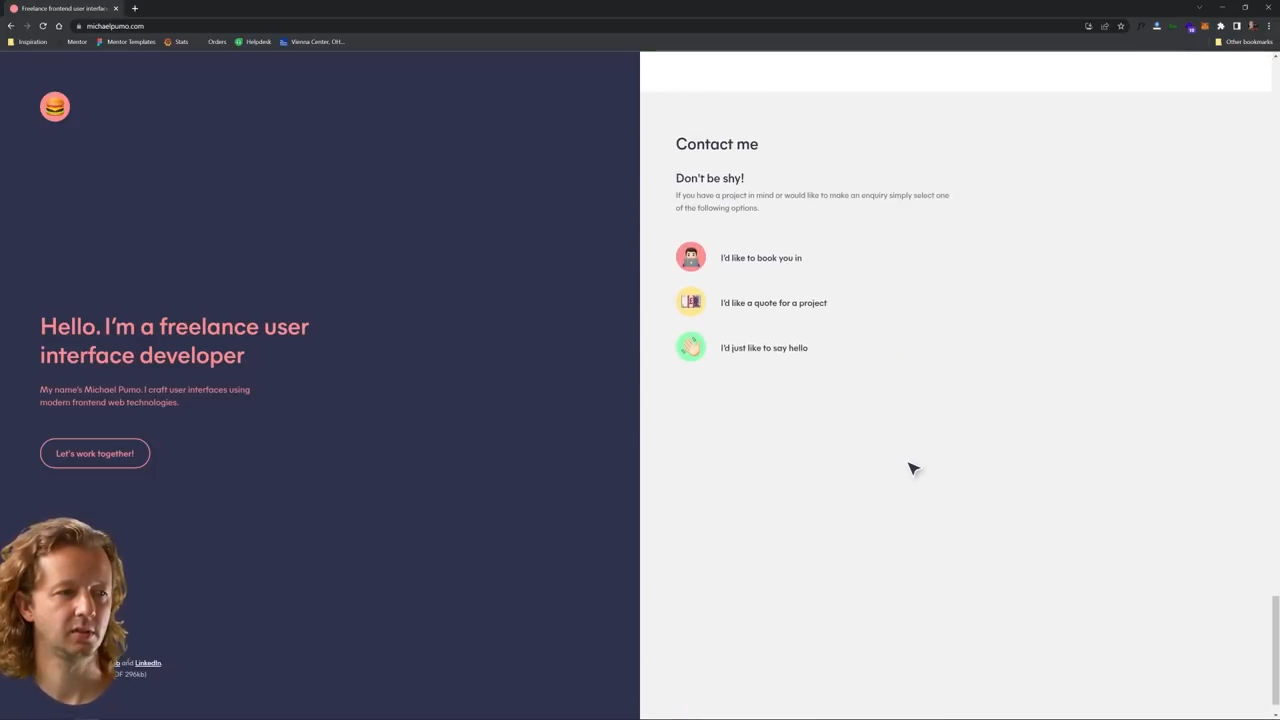 Freelance frontend user interfac
michaelpumo.com
Inspiration
Mentor
Mentor Templates
Stats
Orders
Helpdesk
Vienna Center, OH...
Other bookmarks
Hello. I'm a freelance user
interface developer
My name's Michael Pumo. I craft user interfaces using
modern frontend web technologies.
Let's work together!
b and LinkedIn.
DF 296kb)
Contact me
Don't be shy!
If you have a project in mind or would like to make an enquiry simply select one
of the following options.
I'd like to book you in
I'd like a quote for a project
I'd just like to say hello